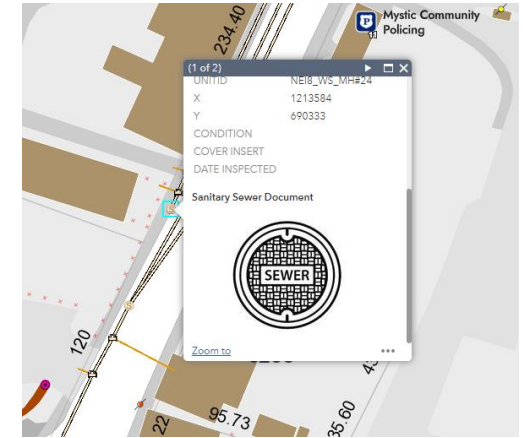 234.40
Mystic Community
Policing
(1 of 2)
UNITID NEI8_WS_MH#24
X 1213584
Y 690333
CONDITION
COVER INSERT
DATE INSPECTED
Sanitary Sewer Document
SEWER
Zoom to
120
22
95.73
35.60